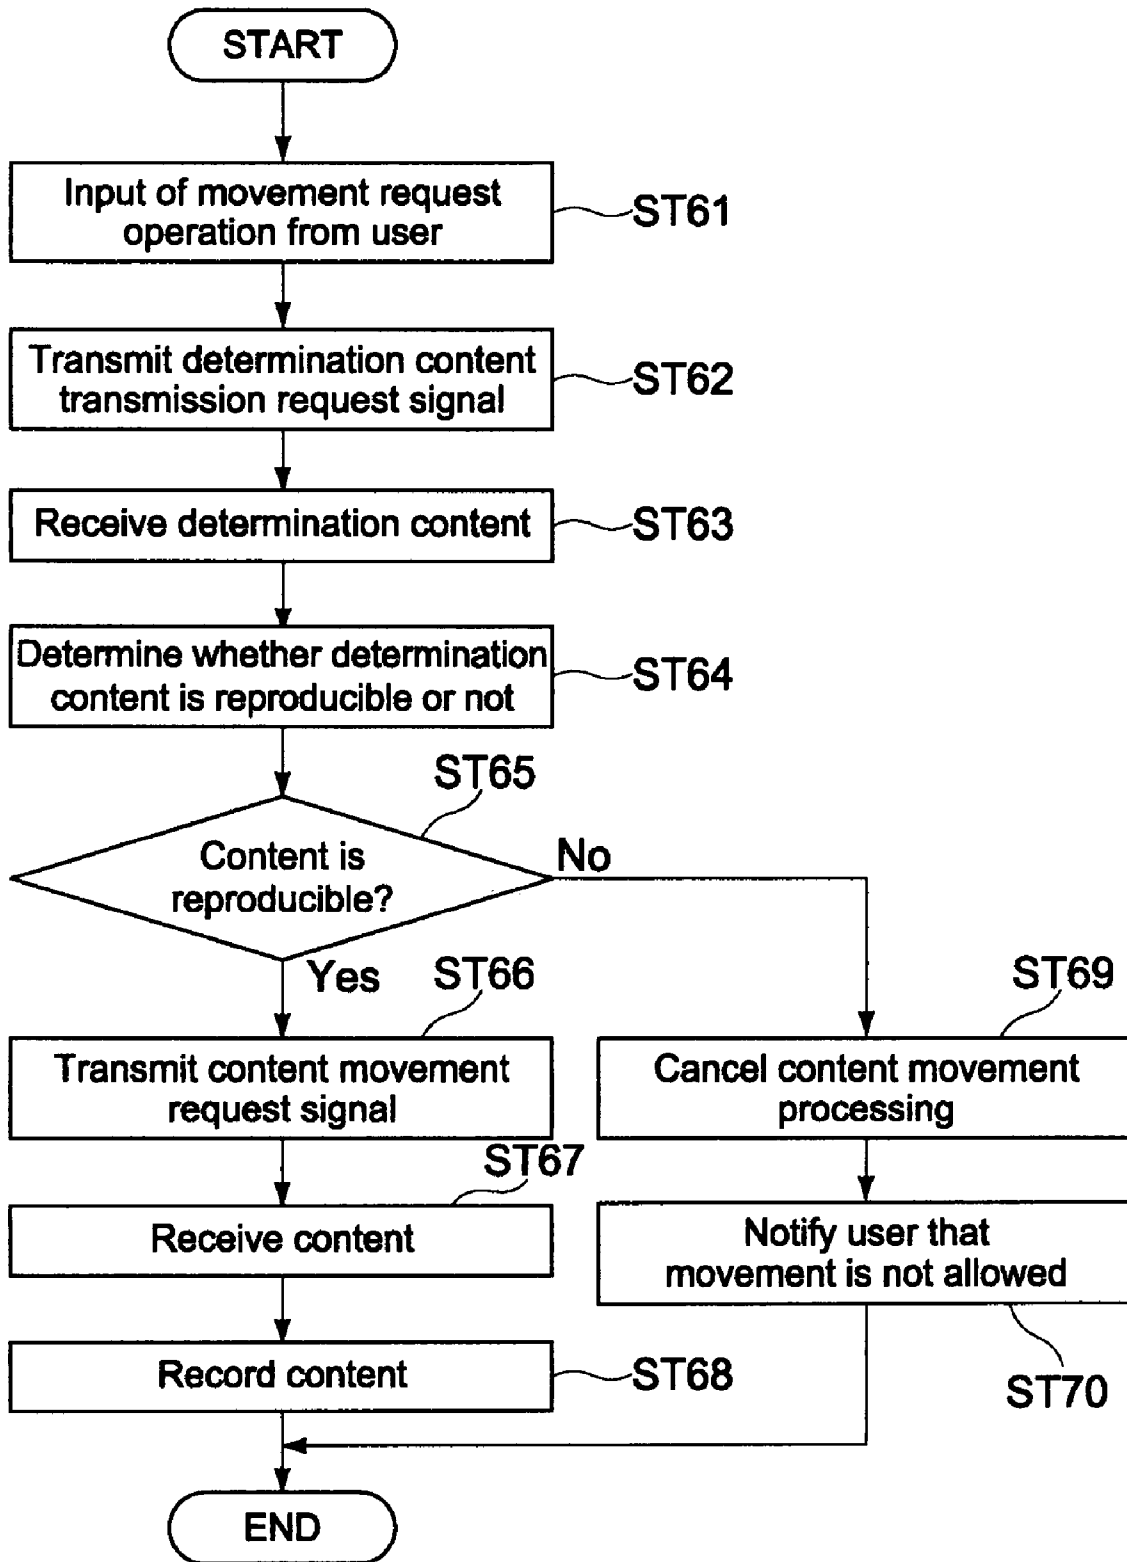 START
Input of movement request
operation from user
ST61
Transmit determination content
transmission request signal
ST62
Receive determination content
ST63
Determine whether determination
content is reproducible or not
ST64
ST65
Content is
reproducible?
No
Yes
ST66
Transmit content movement
request signal
ST69
Cancel content movement
processing
ST67
Receive content
Notify user that
movement is not allowed
ST70
Record content
ST68
END